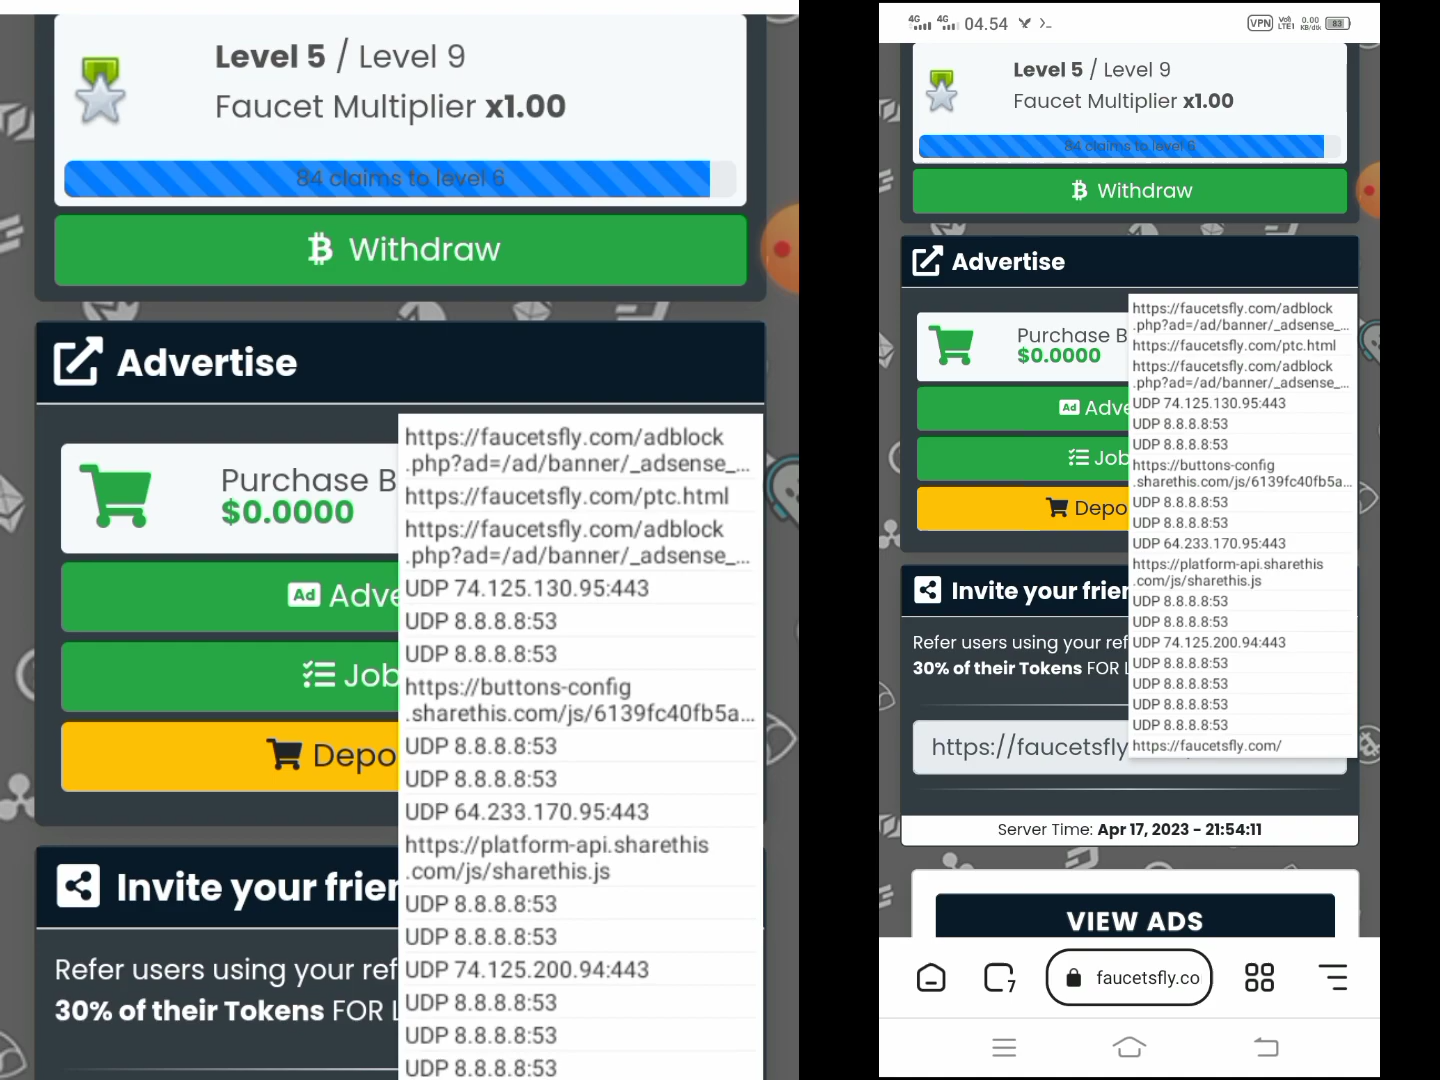 Level 5 / Level 9
Faucet Multiplier x1.00
84 claims to level 6
Withdraw
Advertise
Purchase B
$0.0000
Ad Adve
Job
Depo
https://faucetsfly.com/adblock
.php?ad=/ad/banner/_adsense_...
https://faucetsfly.com/ptc.html
https://faucetsfly.com/adblock
.php?ad=/ad/banner/_adsense_...
UDP 74.125.130.95:443
UDP 8.8.8.8:53
UDP 8.8.8.8:53
https://buttons-config
.sharethis.com/js/6139fc40fb5a...
UDP 8.8.8.8:53
UDP 8.8.8.8:53
UDP 64.233.170.95:443
https://platform-api.sharethis
.com/js/sharethis.js
UDP 8.8.8.8:53
UDP 8.8.8.8:53
UDP 74.125.200.94:443
UDP 8.8.8.8:53
UDP 8.8.8.8:53
UDP 8.8.8.8:53
Invite your frier
Refer users using your ref
30% of their Tokens FOR L
4G 4G 04.54 VPN Vo) LTE1 0.00 KB/dtk 83
Level 5 / Level 9
Faucet Multiplier x1.00
84 claims to level 6
Withdraw
Advertise
Purchase B
$0.0000
Ad Adve
Job
Depo
https://faucetsfly.com/adblock
.php?ad=/ad/banner/_adsense_...
https://faucetsfly.com/ptc.html
https://faucetsfly.com/adblock
.php?ad=/ad/banner/_adsense_...
UDP 74.125.130.95:443
UDP 8.8.8.8:53
UDP 8.8.8.8:53
https://buttons-config
.sharethis.com/js/6139fc40fb5a...
UDP 8.8.8.8:53
UDP 8.8.8.8:53
UDP 64.233.170.95:443
https://platform-api.sharethis
.com/js/sharethis.js
UDP 8.8.8.8:53
UDP 8.8.8.8:53
UDP 74.125.200.94:443
UDP 8.8.8.8:53
UDP 8.8.8.8:53
UDP 8.8.8.8:53
UDP 8.8.8.8:53
https://faucetsfly.com/
Invite your frier
Refer users using your ref
30% of their Tokens FOR L
https://faucetsfly
Server Time: Apr 17, 2023 - 21:54:11
VIEW ADS
7
faucetsfly.co